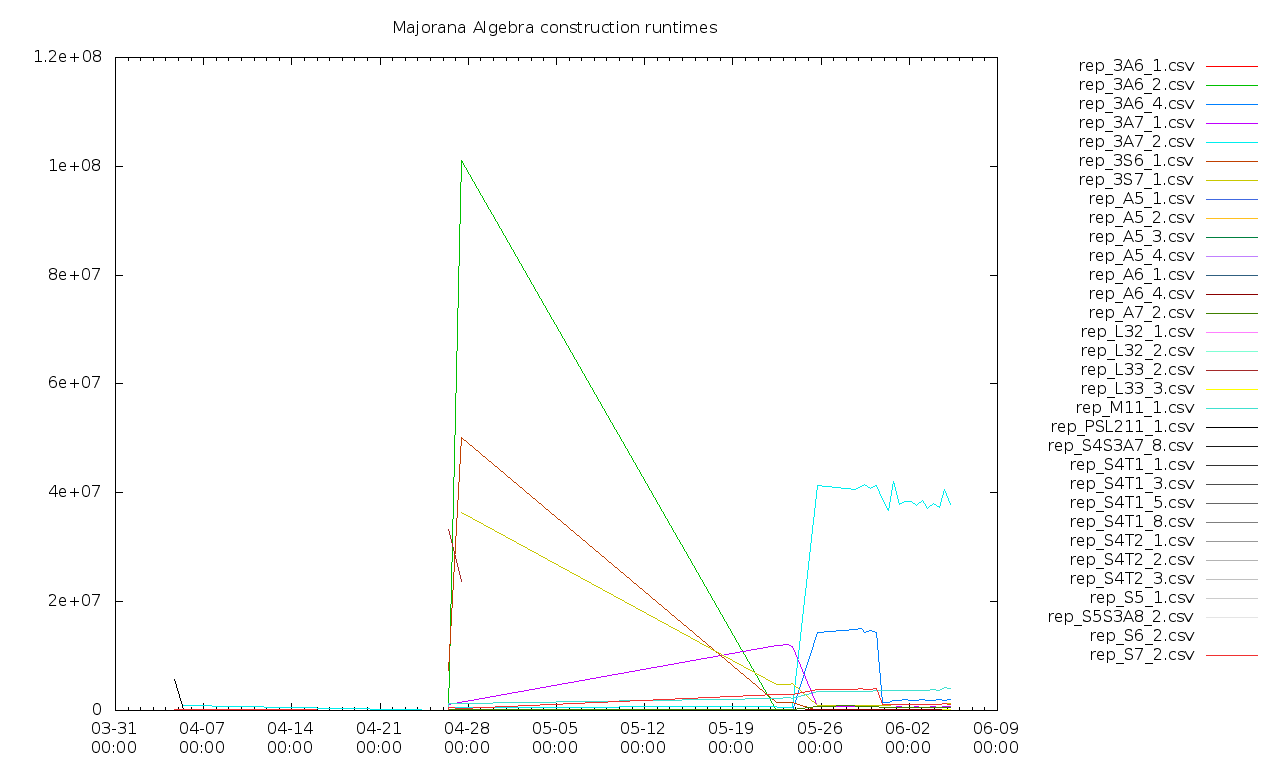 Majorana Algebra construction runtimes
1.2e+08
1e+08
8e+07
6e+07
4e+07
2e+07
0
03-31 04-07 04-14 04-21 04-28 05-05 05-12 05-19 05-26 06-02 06-09
00:00 00:00 00:00 00:00 00:00 00:00 00:00 00:00 00:00 00:00 00:00
rep_3A6_1.csv
rep_3A6_2.csv
rep_3A6_4.csv
rep_3A7_1.csv
rep_3A7_2.csv
rep_3S6_1.csv
rep_3S7_1.csv
rep_A5_1.csv
rep_A5_2.csv
rep_A5_3.csv
rep_A5_4.csv
rep_A6_1.csv
rep_A6_4.csv
rep_A7_2.csv
rep_L32_1.csv
rep_L32_2.csv
rep_L33_2.csv
rep_L33_3.csv
rep_M11_1.csv
rep_PSL211_1.csv
rep_S4S3A7_8.csv
rep_S4T1_1.csv
rep_S4T1_3.csv
rep_S4T1_5.csv
rep_S4T1_8.csv
rep_S4T2_1.csv
rep_S4T2_2.csv
rep_S4T2_3.csv
rep_S5_1.csv
rep_S5S3A8_2.csv
rep_S6_2.csv
rep_S7_2.csv